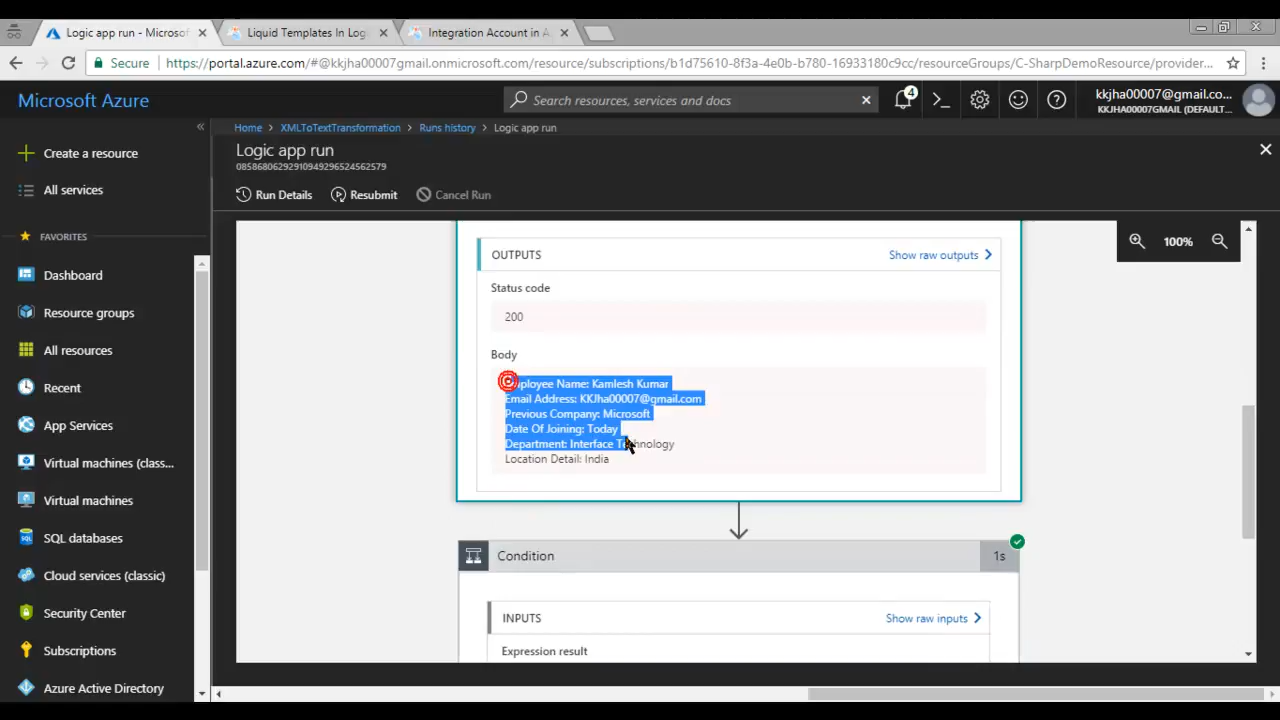 Logic app run - Microsof
Liquid Templates In Logi
Integration Account in A
Secure
https://portal.azure.com/#@kkjha00007gmail.onmicrosoft.com/resource/subscriptions/b1d75610-8f3a-4e0b-b780-16933180c9cc/resourceGroups/C-SharpDemoResource/provider...
Microsoft Azure
Search resources, services and docs
4
kkjha00007@gmail.co...
KKJHA00007GMAIL (DEFAULT...
Home
XMLToTextTransformation
Runs history
Logic app run
Logic app run
Run Details
Resubmit
Cancel Run
Create a resource
All services
FAVORITES
Dashboard
Resource groups
All resources
Recent
App Services
Virtual machines (class...
Virtual machines
SQL databases
Cloud services (classic)
Security Center
Subscriptions
Azure Active Directory
100%
OUTPUTS
Show raw outputs
Status code
200
Body
ployee Name: Kamlesh Kumar
Email Address: KKJha00007@gmail.com
Previous Company: Microsoft
Date Of Joining: Today
Department: Interface Technology
Location Detail: India
Condition
1s
INPUTS
Show raw inputs
Expression result